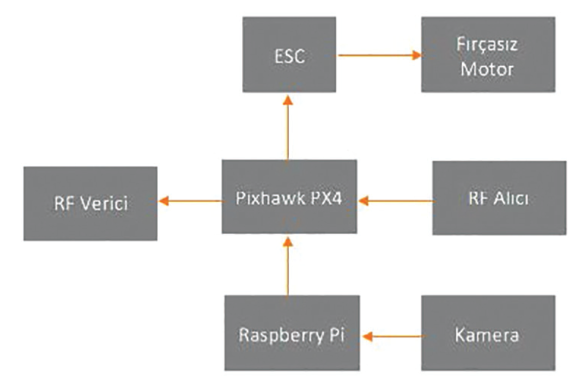 ESC
Fırçasız
Motor
RF Verici
Pixhawk PX4
RF Alıcı
Raspberry Pi
Kamera